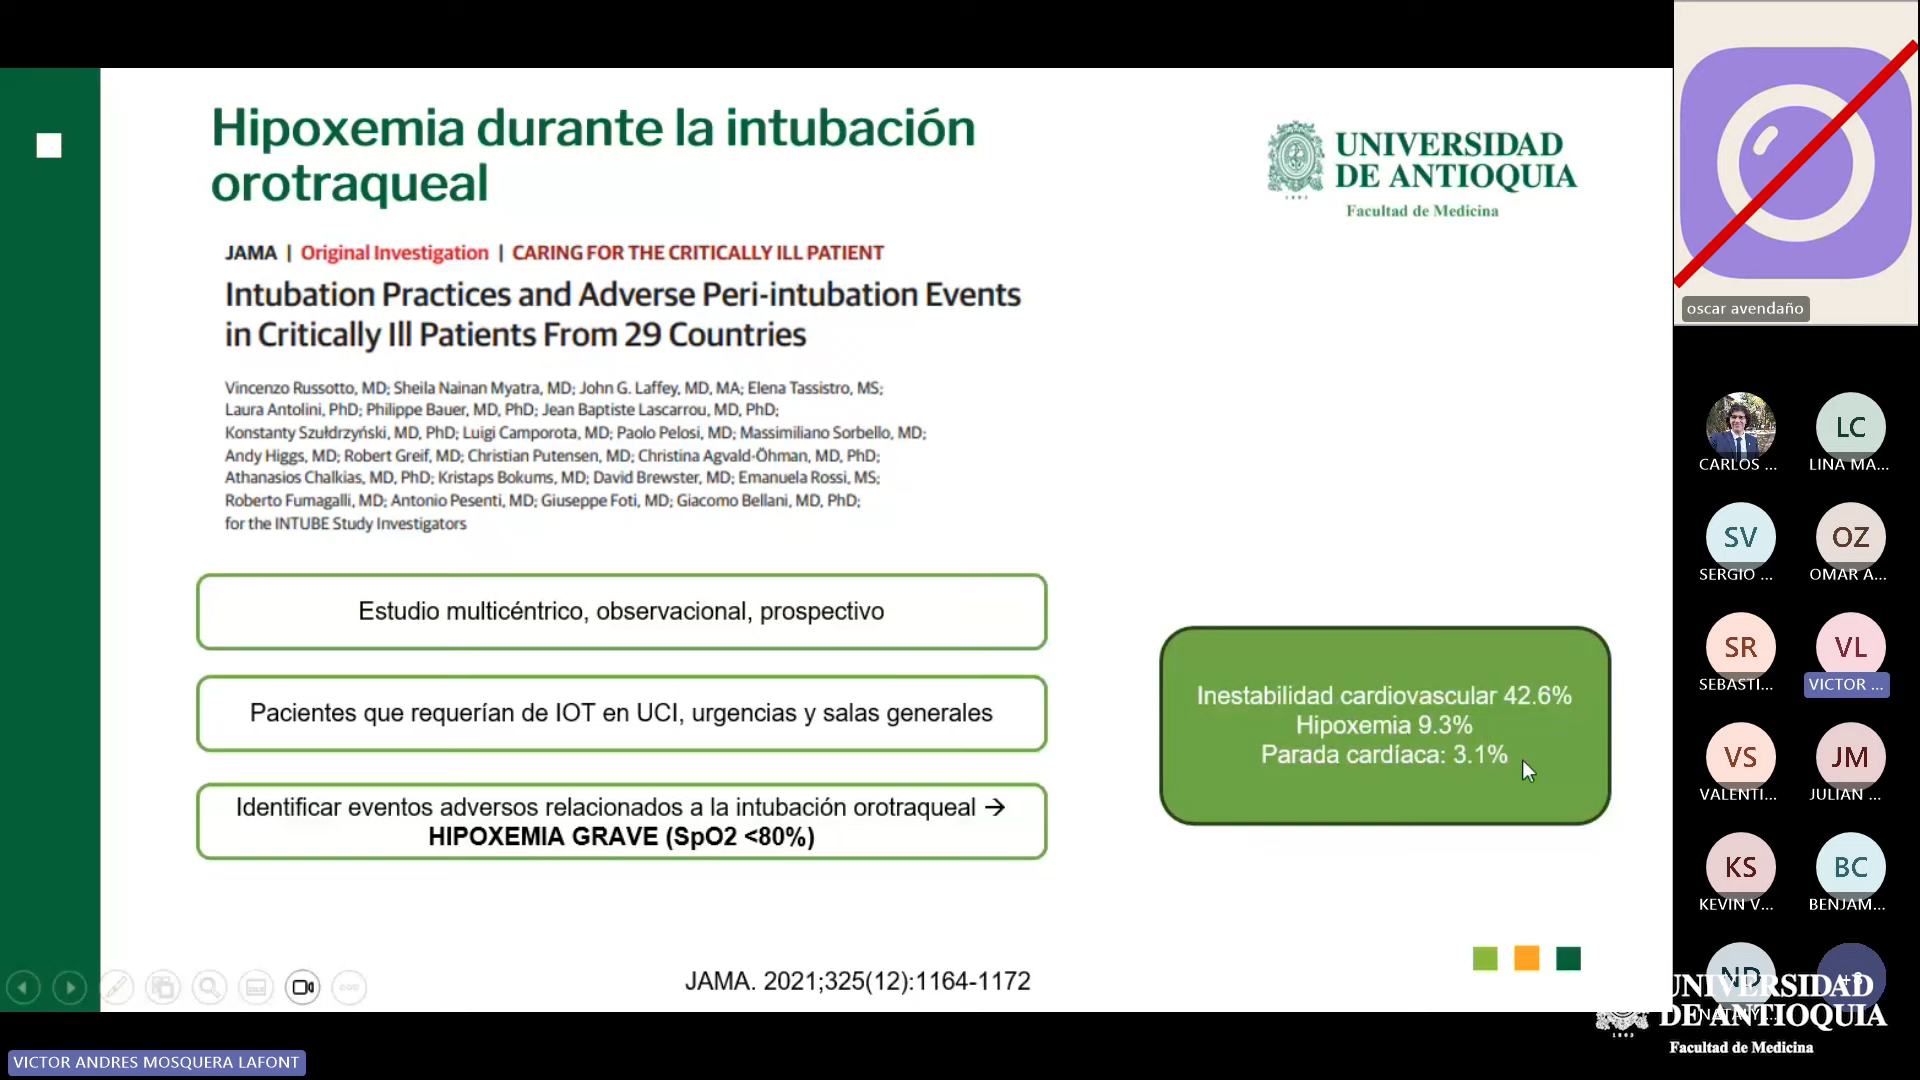 Hipoxemia durante la intubación
orotraqueal
UNIVERSIDAD
DE ANTIOQUIA
1803
Facultad de Medicina
JAMA | Original Investigation | CARING FOR THE CRITICALLY ILL PATIENT
Intubation Practices and Adverse Peri-intubation Events
in Critically Ill Patients From 29 Countries
Vincenzo Russotto, MD; Sheila Nainan Myatra, MD; John G. Laffey, MD, MA; Elena Tassistro, MS;
Laura Antolini, PhD; Philippe Bauer, MD, PhD; Jean Baptiste Lascarrou, MD, PhD;
Konstanty Szułdrzyński, MD, PhD; Luigi Camporota, MD; Paolo Pelosi, MD; Massimiliano Sorbello, MD;
Andy Higgs, MD; Robert Greif, MD; Christian Putensen, MD; Christina Agvald-Öhman, MD, PhD;
Athanasios Chalkias, MD, PhD; Kristaps Bokums, MD; David Brewster, MD; Emanuela Rossi, MS;
Roberto Fumagalli, MD; Antonio Pesenti, MD; Giuseppe Foti, MD; Giacomo Bellani, MD, PhD;
for the INTUBE Study Investigators
Estudio multicéntrico, observacional, prospectivo
Pacientes que requerían de IOT en UCI, urgencias y salas generales
Identificar eventos adversos relacionados a la intubación orotraqueal →
HIPOXEMIA GRAVE (SpO2 <80%)
Inestabilidad cardiovascular 42.6%
Hipoxemia 9.3%
Parada cardíaca: 3.1%
JAMA. 2021;325(12):1164-1172
oscar avendaño
CARLOS ...
LC
LINA MA...
SV
SERGIO ...
OZ
OMAR A...
SR
SEBASTI...
VL
VICTOR ...
VS
VALENTI...
JM
JULIAN ...
KS
KEVIN V...
BC
BENJAM...
ND
UNIVERSIDAD
DE ANTIOQUIA
1803
Facultad de Medicina
VICTOR ANDRES MOSQUERA LAFONT